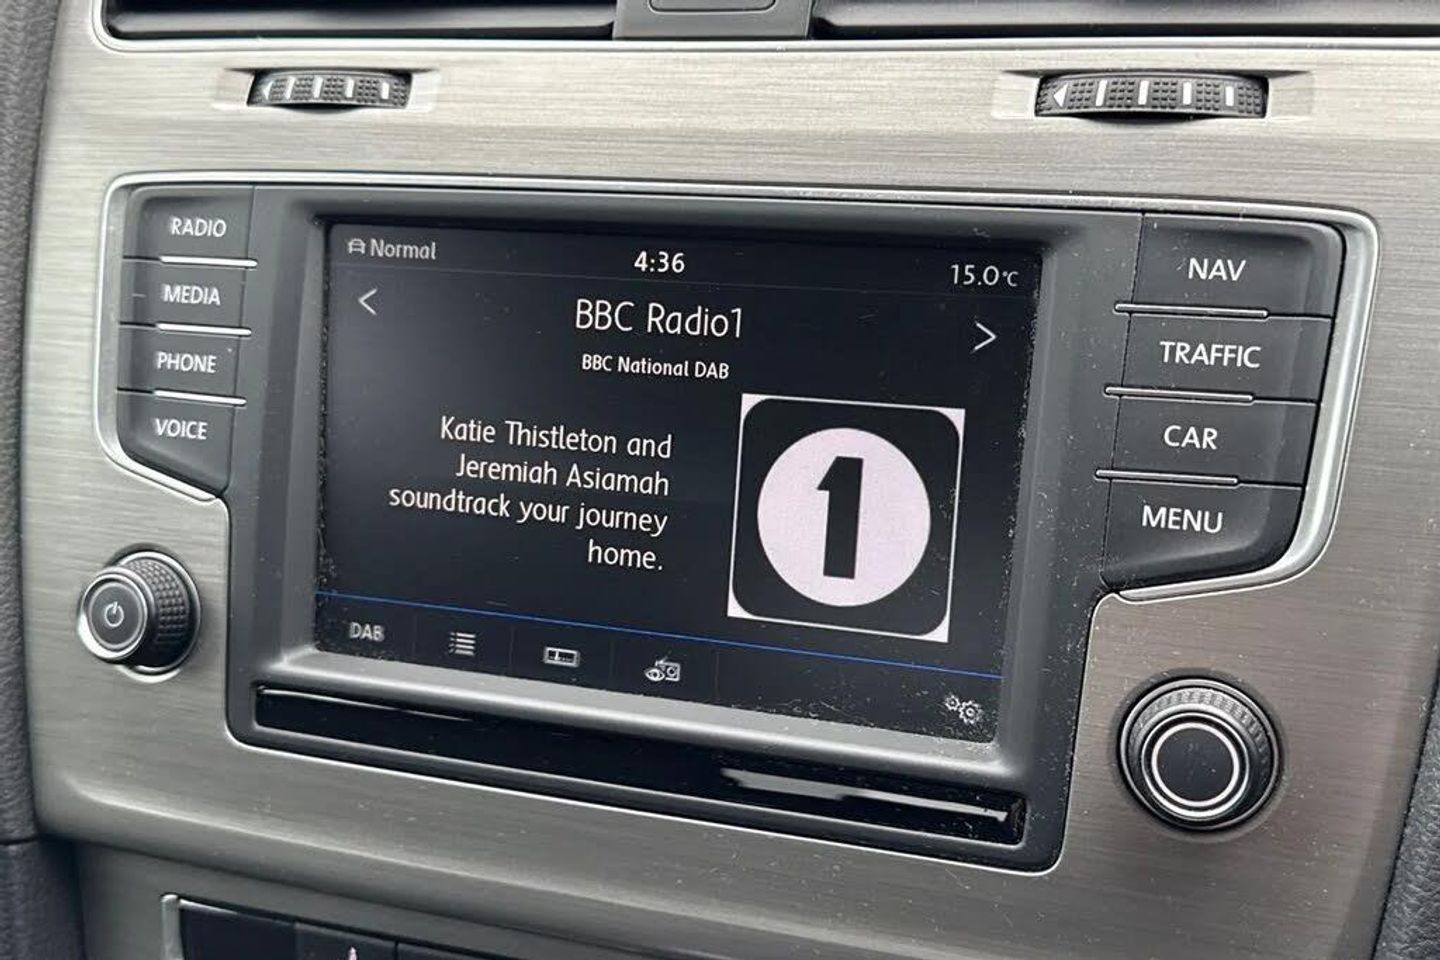 RADIO
MEDIA
PHONE
VOICE
Normal
4:36
15.0°C
BBC Radio1
BBC National DAB
Katie Thistleton and
Jeremiah Asiamah
soundtrack your journey
home.
1
DAB
NAV
TRAFFIC
CAR
MENU